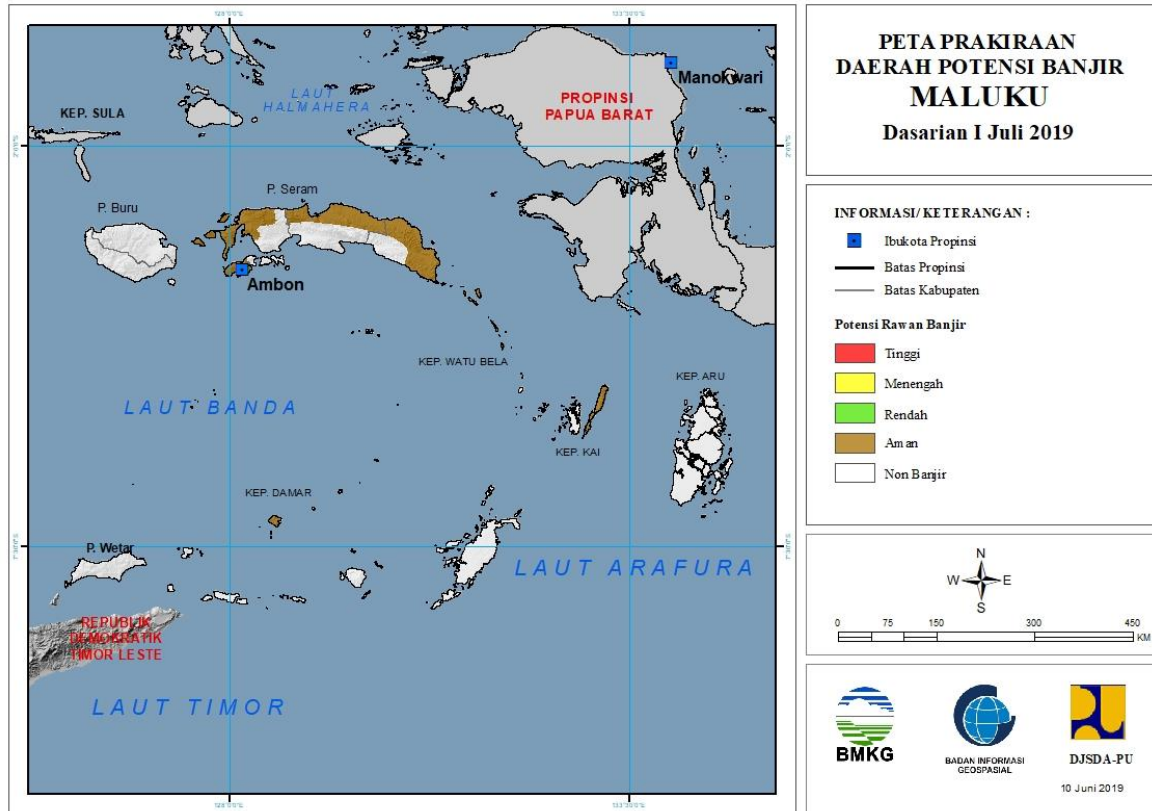 PETA PRAKIRAAN
DAERAH POTENSI BANJIR
MALUKU
Dasarian I Juli 2019
INFORMASI/ KETERANGAN :
Ibukota Propinsi
Batas Propinsi
Batas Kabupaten
Potensi Rawan Banjir
Tinggi
Menengah
Rendah
Aman
Non Banjir
N
W E
S
0 75 150 300 450
KM
BMKG
BADAN INFORMASI
GEOSPASIAL
DJSDA-PU
10 Juni 2019
Manokwari
LAUT
HALMAHERA
PROPINSI
PAPUA BARAT
KEP. SULA
P. Seram
P. Buru
Ambon
KEP. WATU BELA
KEP. ARU
LAUT BANDA
KEP. KAI
KEP. DAMAR
P. Wetar
LAUT ARAFURA
REPUBLIK
DEMOKRATIK
TIMOR LESTE
LAUT TIMOR